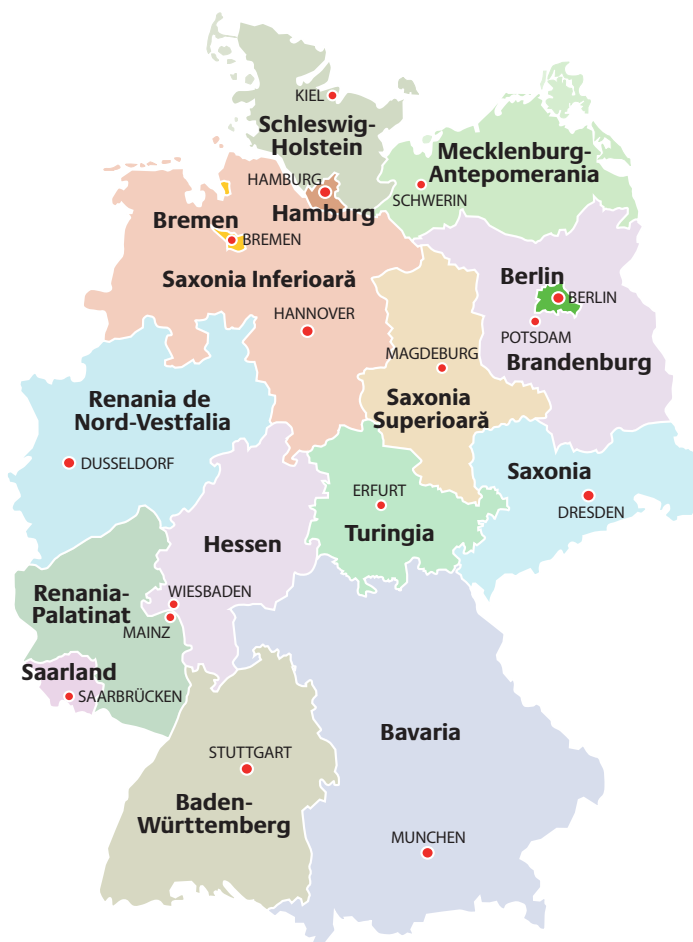 KIEL
Schleswig-
Holstein
Mecklenburg-
Antepomerania
HAMBURG
SCHWERIN
Hamburg
Bremen
BREMEN
Saxonia Inferioară
Berlin
BERLIN
HANNOVER
POTSDAM
MAGDEBURG
Brandenburg
Renania de
Nord-Vestfalia
Saxonia
Superioară
DUSSELDORF
Saxonia
ERFURT
DRESDEN
Turingia
Hessen
Renania-
Palatinat
WIESBADEN
MAINZ
Saarland
SAARBRÜCKEN
Bavaria
STUTTGART
Baden-
Württemberg
MUNCHEN